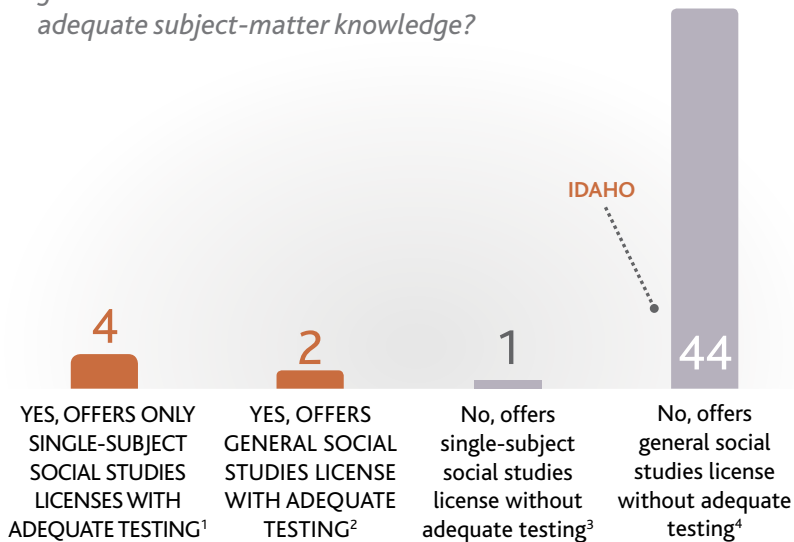 adequate subject-matter knowledge?
IDAHO
4
2
1
44
YES, OFFERS ONLY
SINGLE-SUBJECT
SOCIAL STUDIES
LICENSES WITH
ADEQUATE TESTING¹
YES, OFFERS
GENERAL SOCIAL
STUDIES LICENSE
WITH ADEQUATE
TESTING²
No, offers
single-subject
social studies
license without
adequate testing³
No, offers
general social
studies license
without adequate
testing⁴